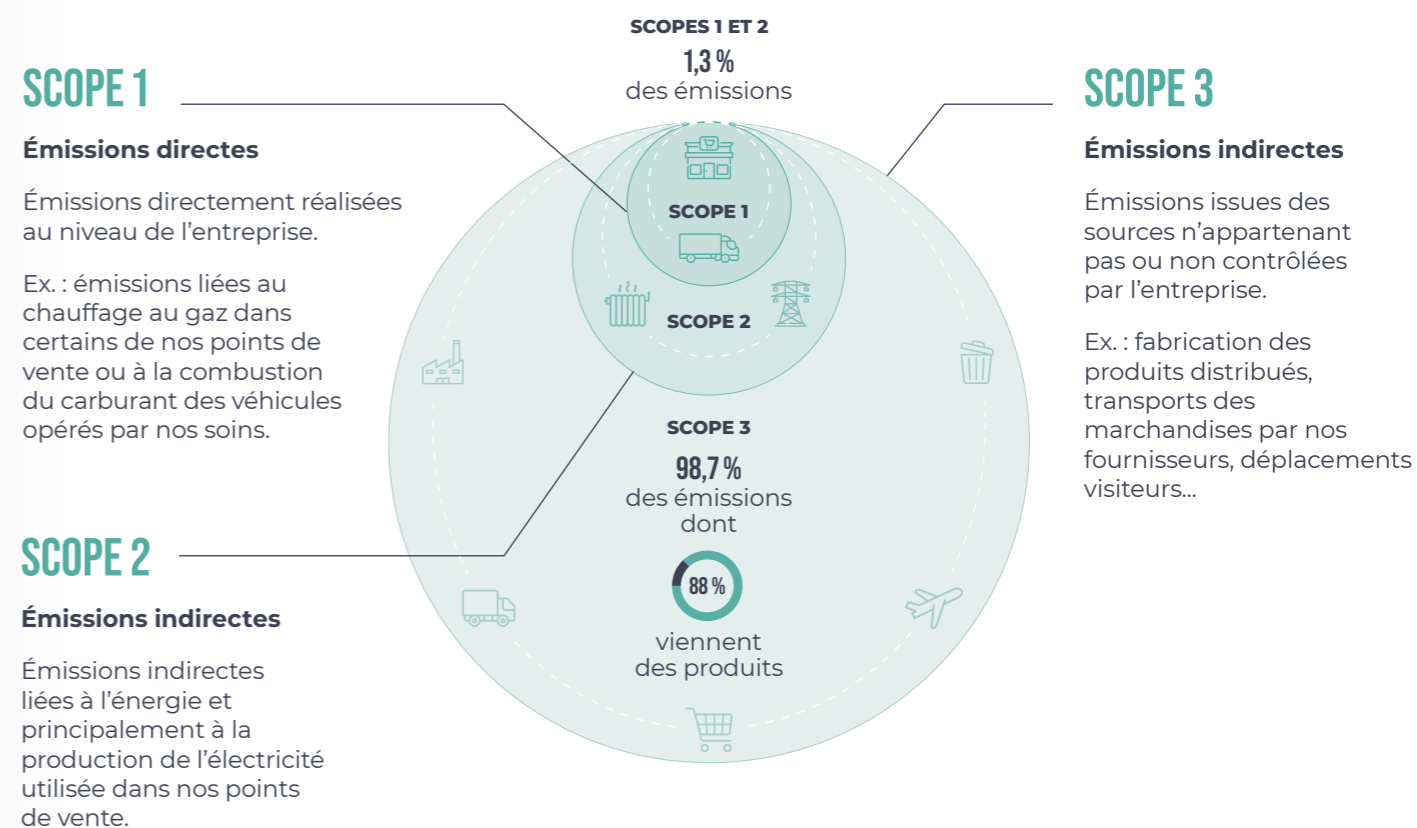 SCOPES 1 ET 2
1,3 %
des émissions
SCOPE 1
Émissions directes
Émissions directement réalisées
au niveau de l’entreprise.
Ex. : émissions liées au
chauffage au gaz dans
certains de nos points de
vente ou à la combustion
du carburant des véhicules
opérés par nos soins.
SCOPE 2
Émissions indirectes
Émissions indirectes
liées à l’énergie et
principalement à la
production de l’électricité
utilisée dans nos points
de vente.
SCOPE 1
SCOPE 2
SCOPE 3
98,7 %
des émissions
dont
88 %
viennent
des produits
SCOPE 3
Émissions indirectes
Émissions issues des
sources n’appartenant
pas ou non contrôlées
par l’entreprise.
Ex. : fabrication des
produits distribués,
transports des
marchandises par nos
fournisseurs, déplacements
visiteurs...